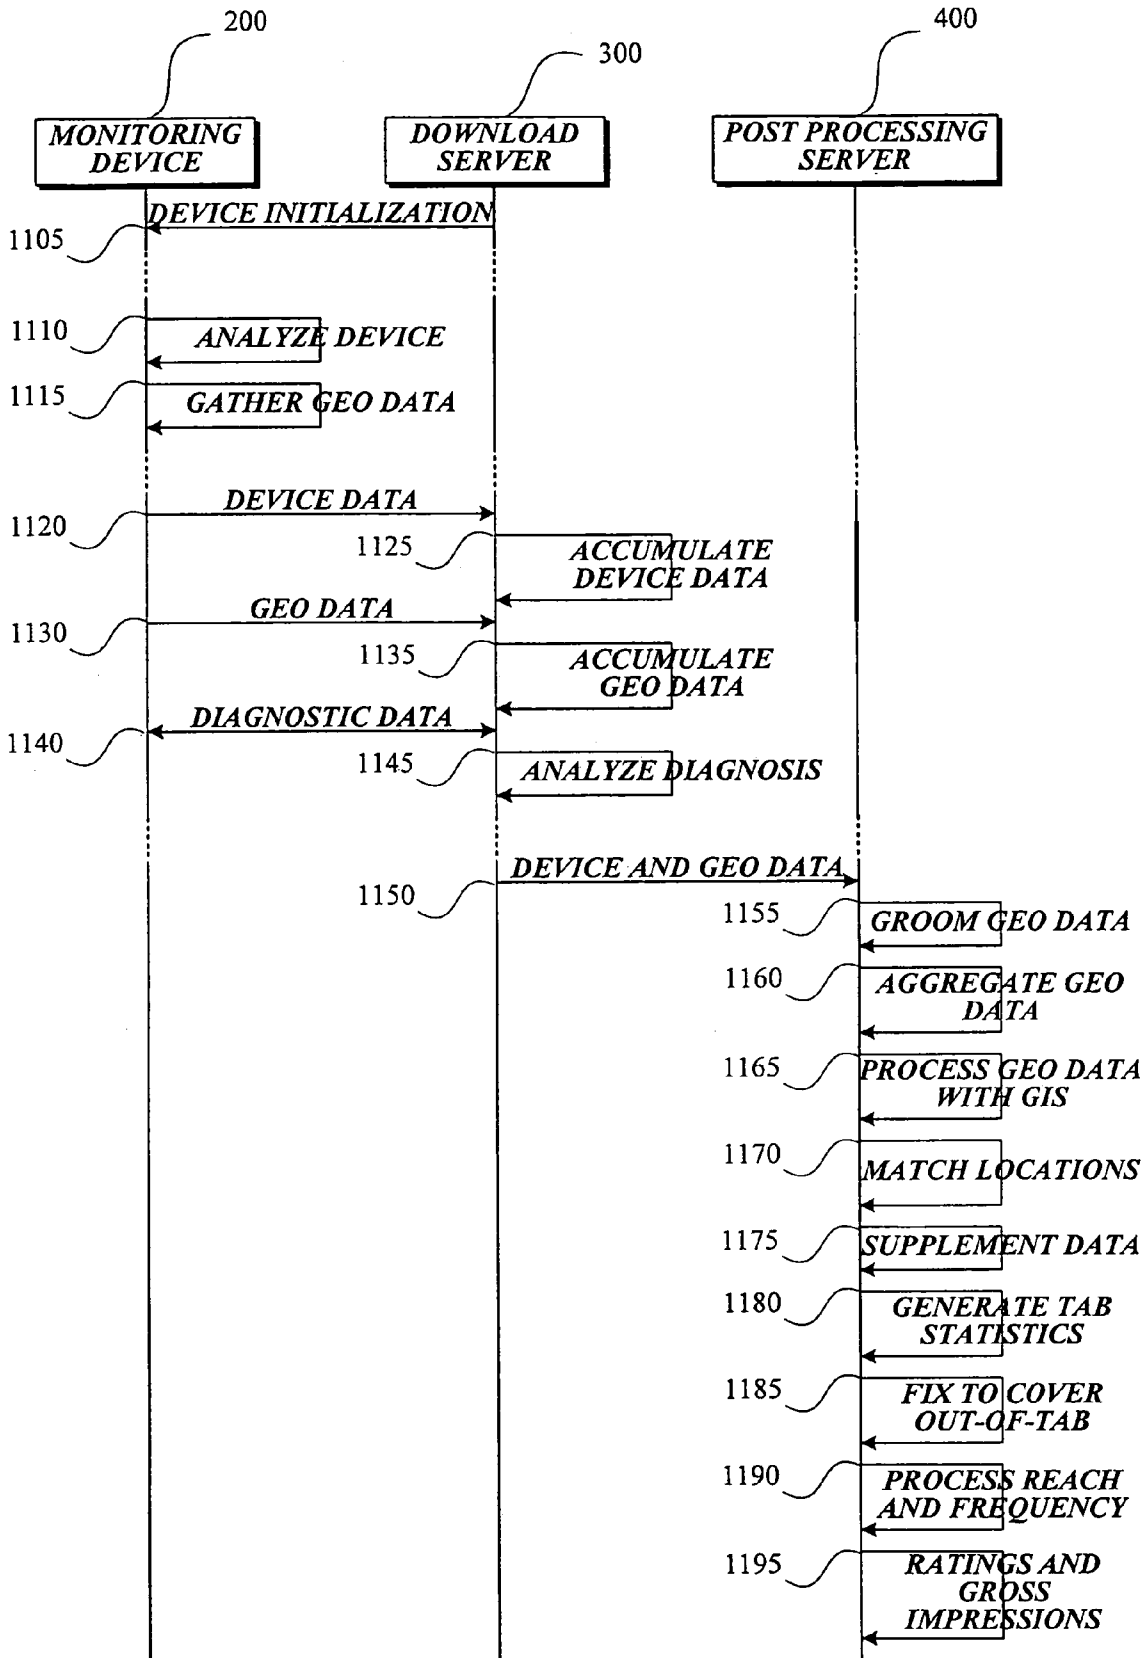 200
300
400
MONITORING
DEVICE
DOWNLOAD
SERVER
POST PROCESSING
SERVER
DEVICE INITIALIZATION
1105
1110
ANALYZE DEVICE
1115
GATHER GEO DATA
DEVICE DATA
1120
1125
ACCUMULATE
DEVICE DATA
GEO DATA
1130
1135
ACCUMULATE
GEO DATA
DIAGNOSTIC DATA
1140
1145
ANALYZE DIAGNOSIS
DEVICE AND GEO DATA
1150
1155
GROOM GEO DATA
1160
AGGREGATE GEO
DATA
1165
PROCESS GEO DATA
WITH GIS
1170
MATCH LOCATIONS
1175
SUPPLEMENT DATA
1180
GENERATE TAB
STATISTICS
1185
FIX TO COVER
OUT-OF-TAB
1190
PROCESS REACH
AND FREQUENCY
1195
RATINGS AND
GROSS
IMPRESSIONS